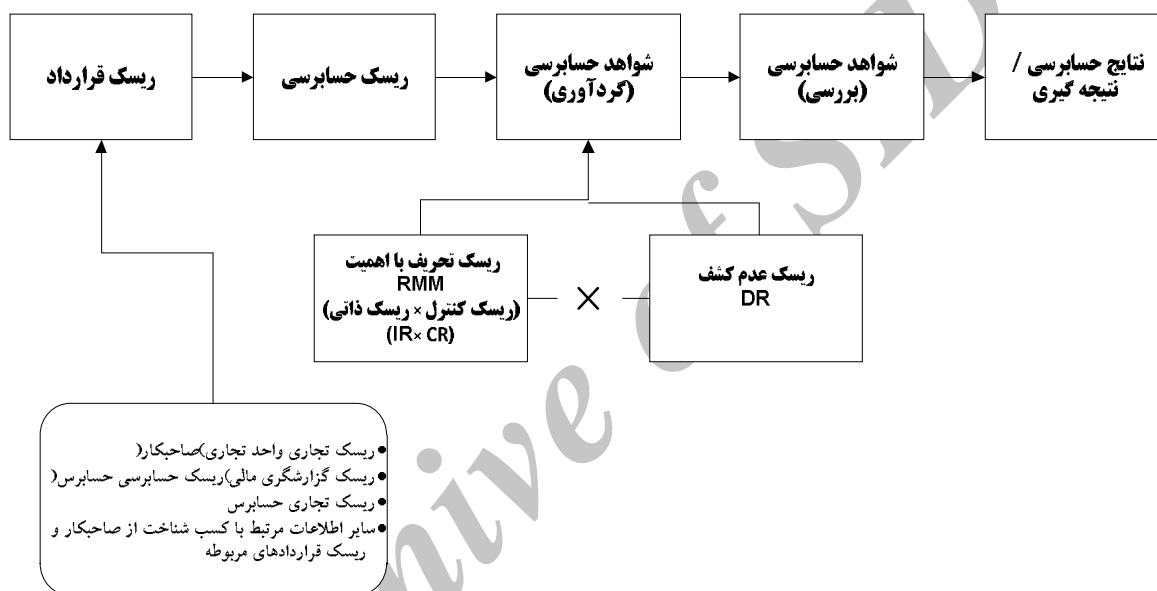 ریسک قرارداد
ریسک حسابرسی
شواهد حسابرسی
(گردآوری)
شواهد حسابرسی
(بررسی)
نتایج حسابرسی /
نتیجه گیری
ریسک تحریف با اهمیت
RMM
(ریسک کنترل × ریسک ذاتی)
(IR× CR)
×
ریسک عدم کشف
DR
●ریسک تجاری واحد تجاری)صاحبکار(
●ریسک گزارشگری مالی)ریسک حسابرسی حسابرس(
●ریسک تجاری حسابرس
●سایر اطلاعات مرتبط با کسب شناخت از صاحبکار و
ریسک قراردادهای مربوطه